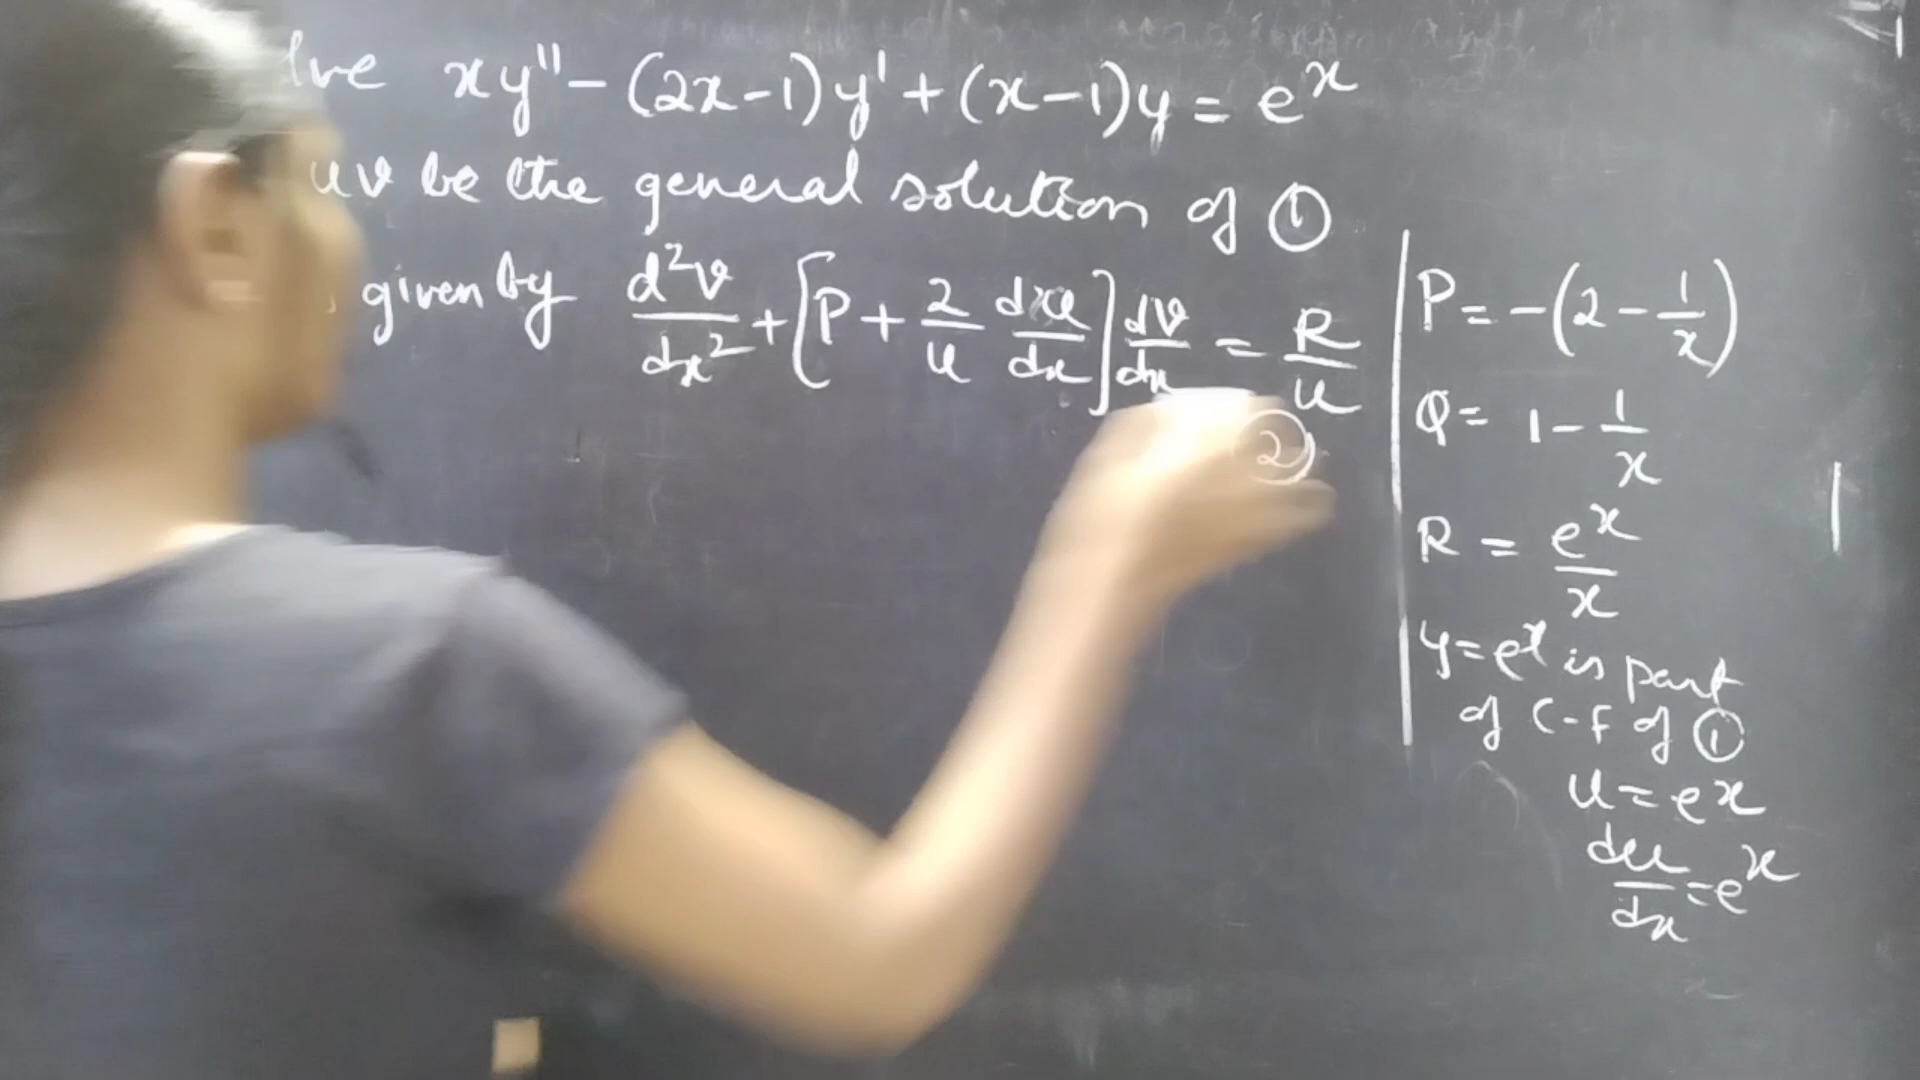 xy" - (2x-1)y' + (x-1)y = e^x
uv be the general solution of ①
given by d²v/dx² + [P + 2/u du/dx] dv/dx = R/u
②
P = -(2 - 1/x)
Q = 1 - 1/x
R = e^x/x
y = e^x is part
of C-F of ①
u = e^x
du/dx = e^x